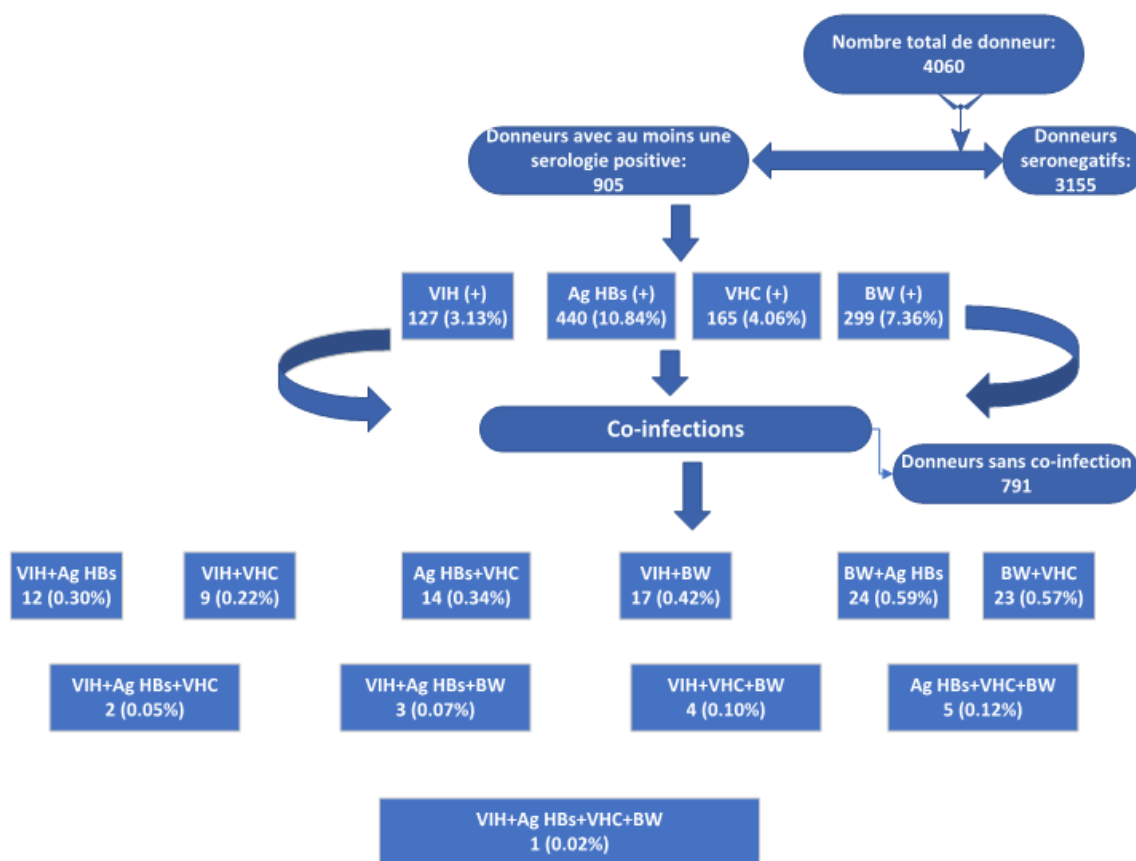 Nombre total de donneur:
4060
Donneurs avec au moins une
serologie positive:
905
Donneurs
seronegatifs:
3155
VIH (+)
127 (3.13%)
Ag HBs (+)
440 (10.84%)
VHC (+)
165 (4.06%)
BW (+)
299 (7.36%)
Co-infections
Donneurs sans co-infection
791
VIH+Ag HBs
12 (0.30%)
VIH+VHC
9 (0.22%)
Ag HBs+VHC
14 (0.34%)
VIH+BW
17 (0.42%)
BW+Ag HBs
24 (0.59%)
BW+VHC
23 (0.57%)
VIH+Ag HBs+VHC
2 (0.05%)
VIH+Ag HBs+BW
3 (0.07%)
VIH+VHC+BW
4 (0.10%)
Ag HBs+VHC+BW
5 (0.12%)
VIH+Ag HBs+VHC+BW
1 (0.02%)